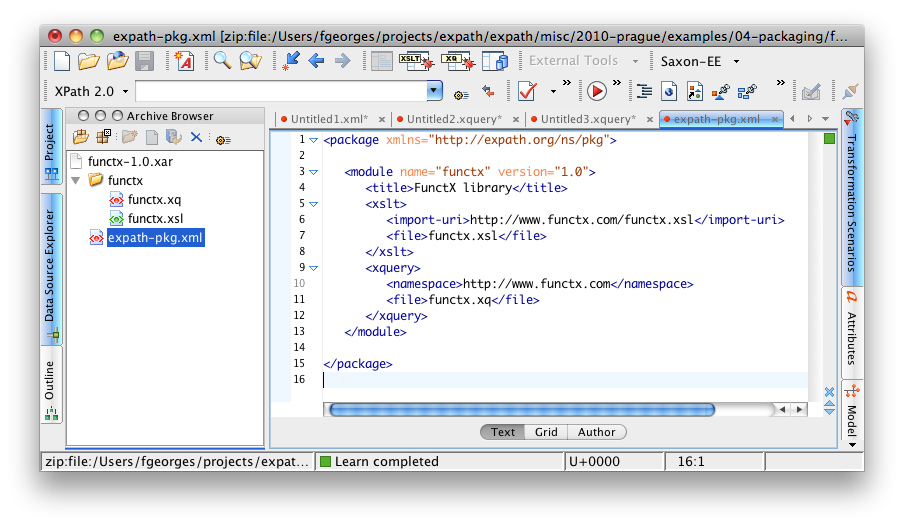 expath-pkg.xml [zip:file:/Users/fgeorges/projects/expath/expath/misc/2010-prague/examples/04-packaging/f...
XSLT XQ External Tools Saxon-EE »
XPath 2.0 » »
Project
Data Source Explorer
Outline
Archive Browser
functx-1.0.xar
functx
functx.xq
functx.xsl
expath-pkg.xml
Untitled1.xml* Untitled2.xquery* Untitled3.xquery* expath-pkg.xml
1 <package xmlns="http://expath.org/ns/pkg">
2
3 <module name="functx" version="1.0">
4 <title>FunctX library</title>
5 <xslt>
6 <import-uri>http://www.functx.com/functx.xsl</import-uri>
7 <file>functx.xsl</file>
8 </xslt>
9 <xquery>
10 <namespace>http://www.functx.com</namespace>
11 <file>functx.xq</file>
12 </xquery>
13 </module>
14
15 </package>
16
Text Grid Author
Transformation Scenarios
a Attributes
Model
zip:file:/Users/fgeorges/projects/expat... Learn completed U+0000 16:1